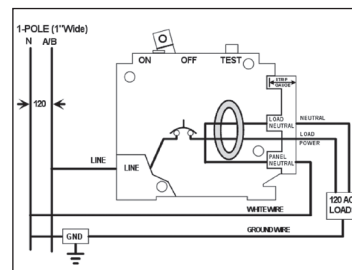 1-POLE (1"Wide)
N A/B
ON OFF TEST
STRIP
GAUGE
120
LOAD
NEUTRAL
NEUTRAL
LOAD
POWER
LINE
LINE
PANEL
NEUTRAL
120 AC
LOAD
WHITE WIRE
GND
GROUND WIRE